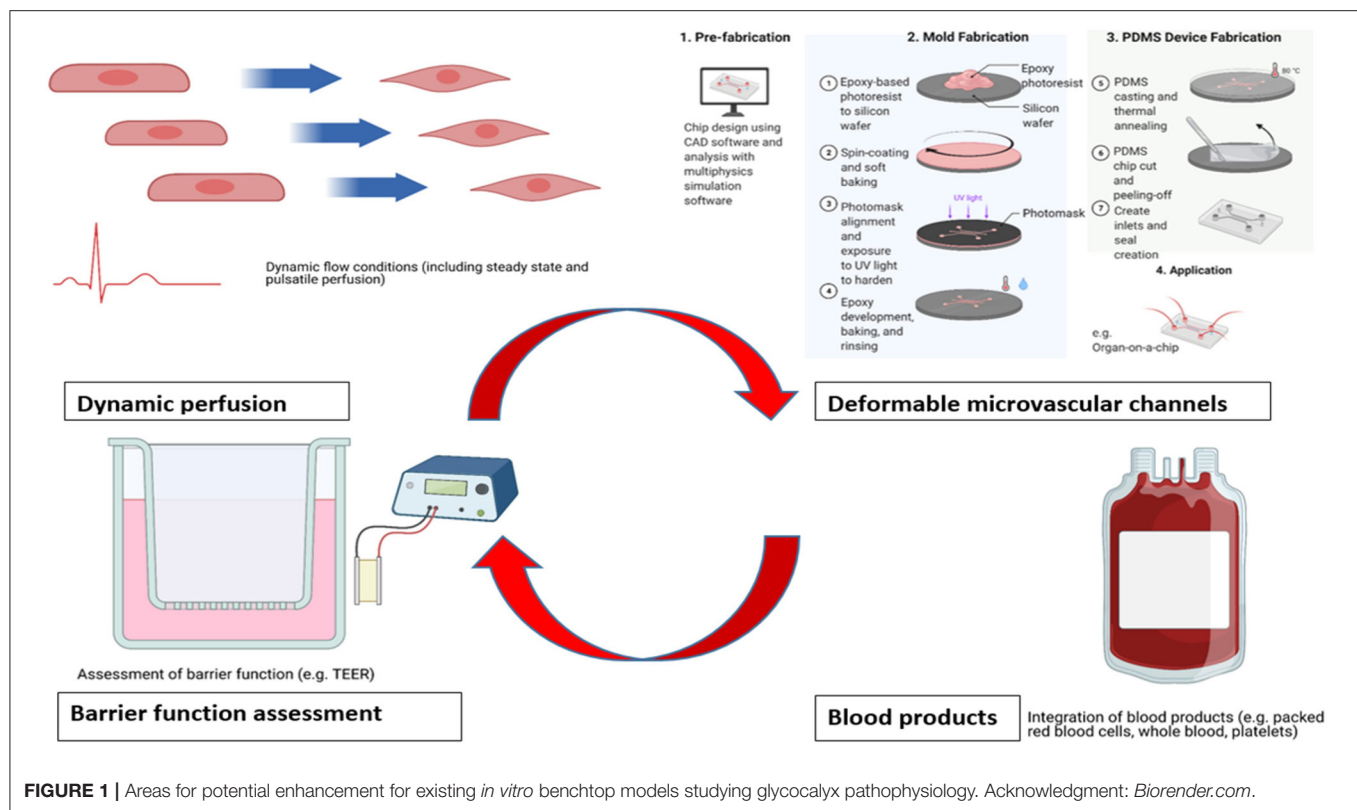 1. Pre-fabrication
Chip design using
CAD software and
analysis with
multiphysics
simulation
software
2. Mold Fabrication
1
Epoxy-based
photoresist
to silicon
wafer
Epoxy
photoresist
Silicon
wafer
2
Spin-coating
and soft
baking
3
Photomask
alignment
and
exposure
to UV light
to harden
UV light
Photomask
4
Epoxy
development,
baking, and
rinsing
3. PDMS Device Fabrication
5
PDMS
casting and
thermal
annealing
80 °C
6
PDMS
chip cut
and
peeling-off
7
Create
inlets and
seal
creation
4. Application
e.g.
Organ-on-a-chip
Dynamic flow conditions (including steady state and
pulsatile perfusion)
Dynamic perfusion
Deformable microvascular channels
Assessment of barrier function (e.g. TEER)
Barrier function assessment
Blood products
Integration of blood products (e.g. packed
red blood cells, whole blood, platelets)
FIGURE 1 | Areas for potential enhancement for existing in vitro benchtop models studying glycocalyx pathophysiology. Acknowledgment: Biorender.com.